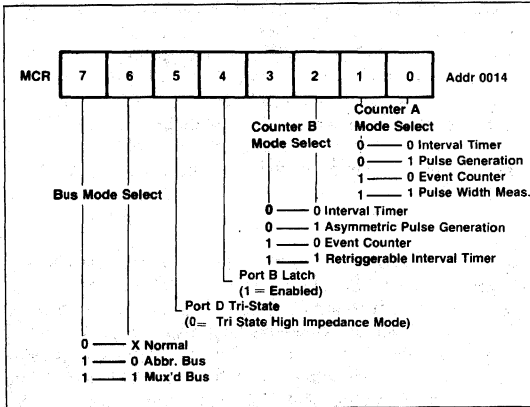 MCR 7 6 5 4 3 2 1 0 Addr 0014
Counter A
Mode Select
Counter B
Mode Select
0 0 Interval Timer
0 1 Pulse Generation
1 0 Event Counter
1 1 Pulse Width Meas.
Bus Mode Select
0 0 Interval Timer
0 1 Asymmetric Pulse Generation
1 0 Event Counter
1 1 Retriggerable Interval Timer
Port B Latch
(1 = Enabled)
Port D Tri-State
(0= Tri State High Impedance Mode)
0 X Normal
1 0 Abbr. Bus
1 1 Mux'd Bus